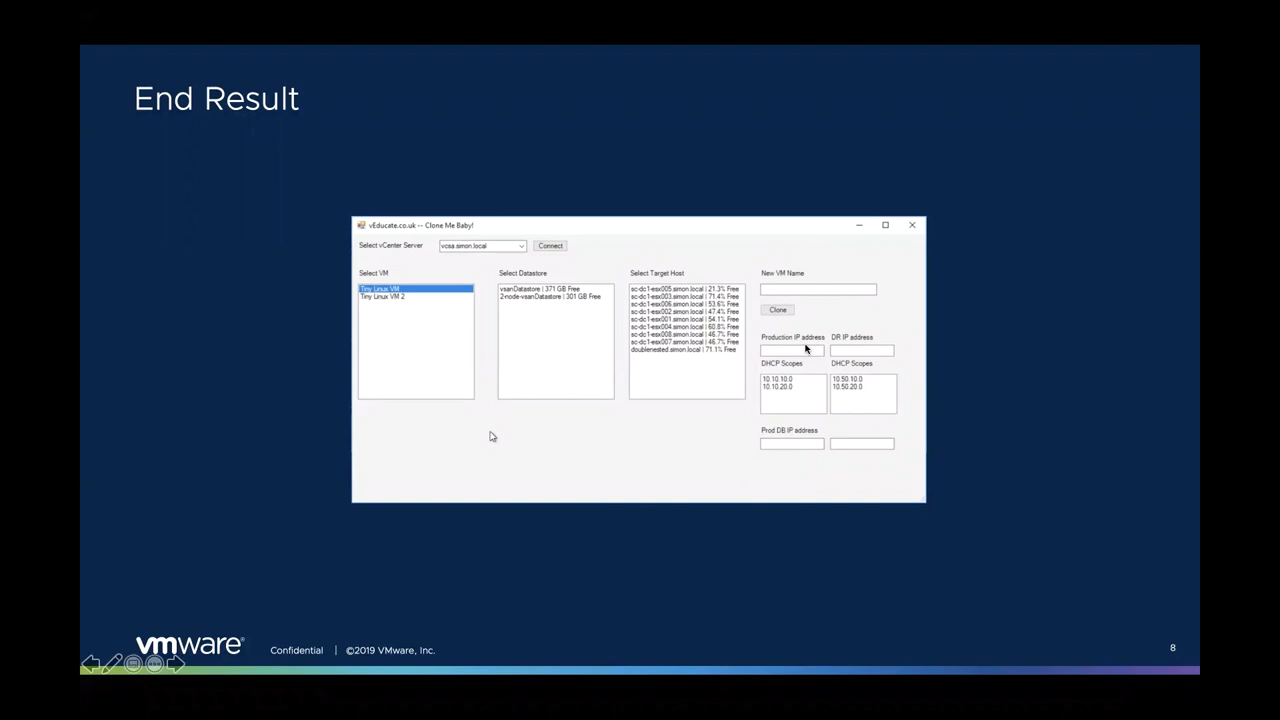 End Result
vEducate.co.uk -- Clone Me Baby!
Select vCenter Server
vcsa.simon.local
Connect
Select VM
Tiny Linux VM
Tiny Linux VM 2
Select Datastore
vsanDatastore | 371 GB Free
2-node-vsanDatastore | 301 GB Free
Select Target Host
sc-dc1-esx005.simon.local | 21.3% Free
sc-dc1-esx003.simon.local | 71.4% Free
sc-dc1-esx006.simon.local | 53.6% Free
sc-dc1-esx002.simon.local | 47.4% Free
sc-dc1-esx001.simon.local | 54.1% Free
sc-dc1-esx004.simon.local | 60.8% Free
sc-dc1-esx008.simon.local | 46.7% Free
sc-dc1-esx007.simon.local | 46.7% Free
doublenested.simon.local | 71.1% Free
New VM Name
Clone
Production IP address
DR IP address
DHCP Scopes
DHCP Scopes
10.10.10.0
10.10.20.0
10.50.10.0
10.50.20.0
Prod DB IP address
vmware
Confidential | ©2019 VMware, Inc.
8